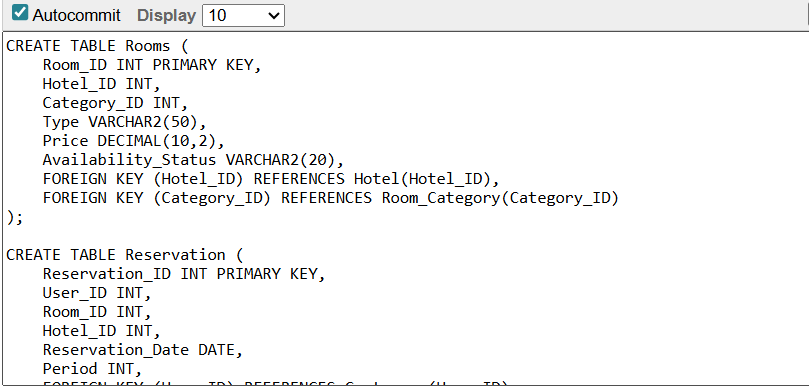 Autocommit Display 10
CREATE TABLE Rooms (
    Room_ID INT PRIMARY KEY,
    Hotel_ID INT,
    Category_ID INT,
    Type VARCHAR2(50),
    Price DECIMAL(10,2),
    Availability_Status VARCHAR2(20),
    FOREIGN KEY (Hotel_ID) REFERENCES Hotel(Hotel_ID),
    FOREIGN KEY (Category_ID) REFERENCES Room_Category(Category_ID)
);
CREATE TABLE Reservation (
    Reservation_ID INT PRIMARY KEY,
    User_ID INT,
    Room_ID INT,
    Hotel_ID INT,
    Reservation_Date DATE,
    Period INT,